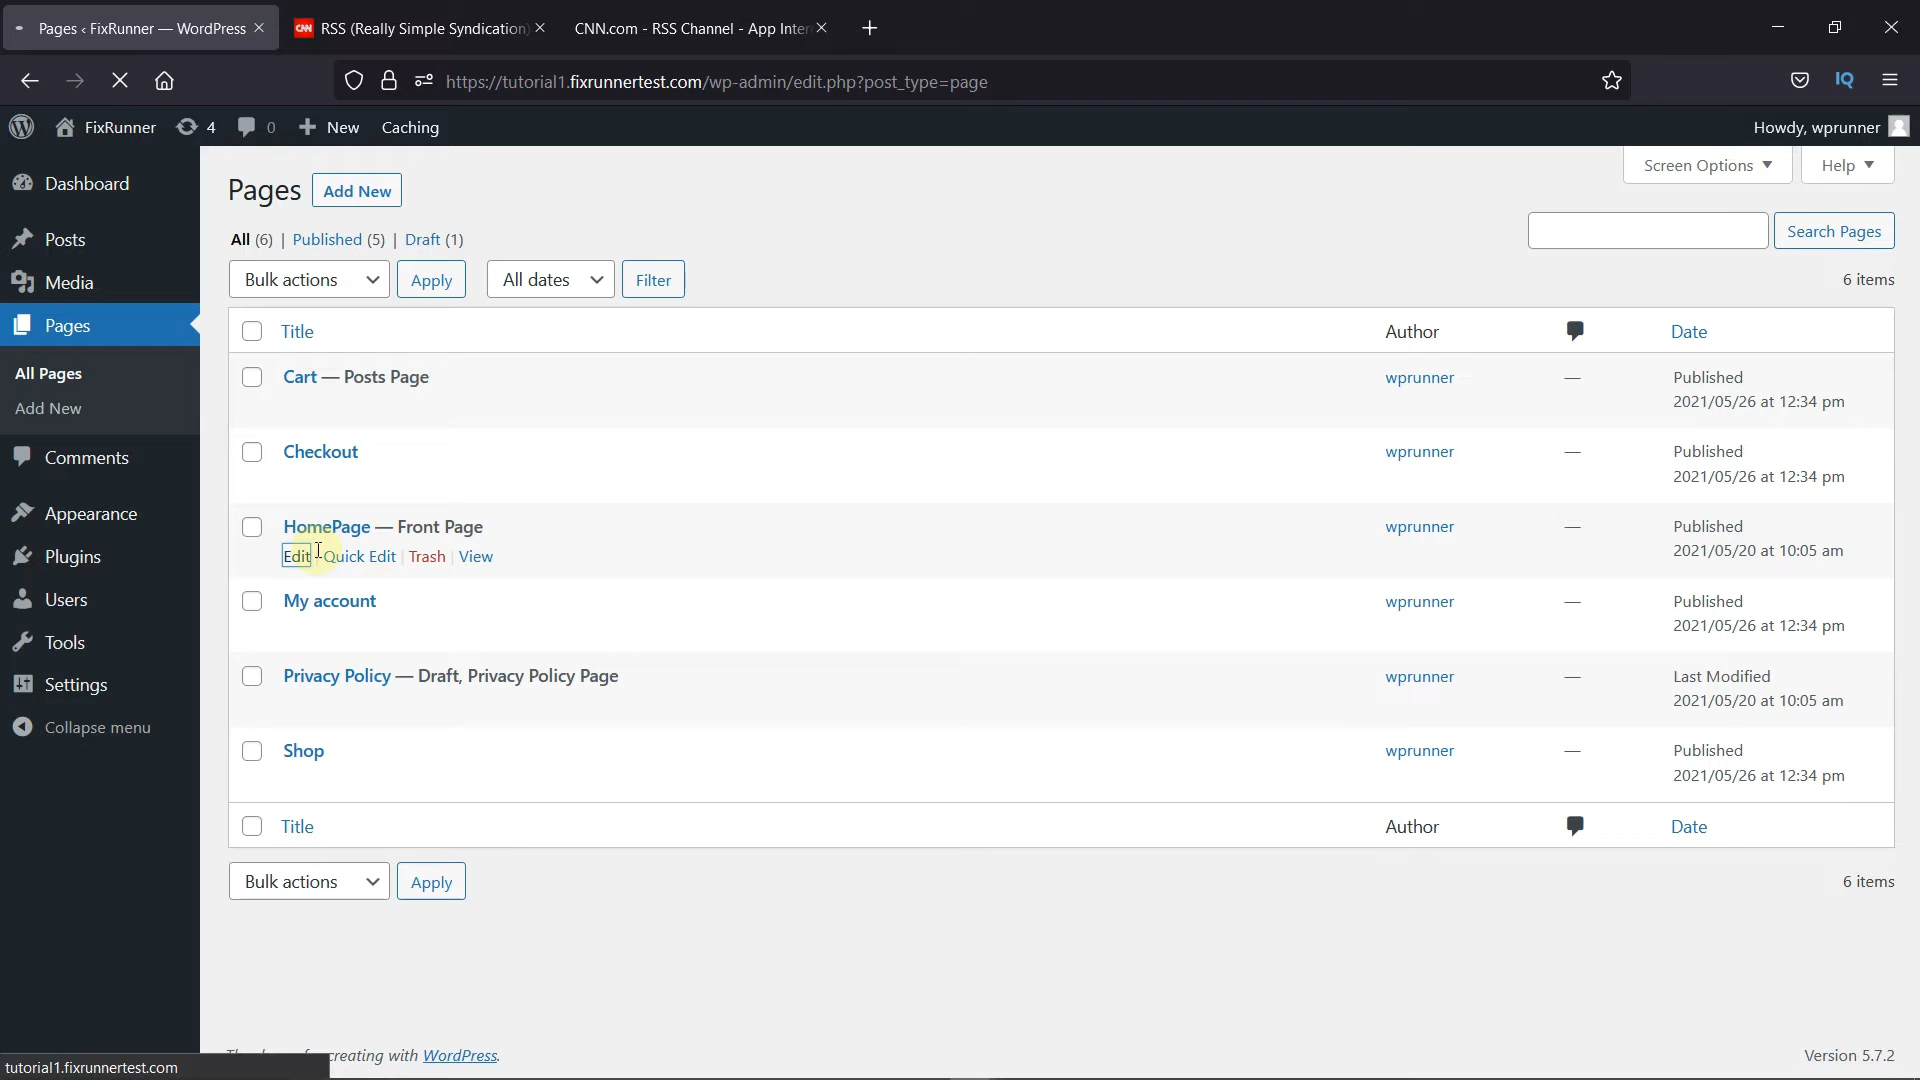 Pages ‹ FixRunner — WordPress
RSS (Really Simple Syndication)
CNN.com - RSS Channel - App Inter
https://tutorial1.fixrunnertest.com/wp-admin/edit.php?post_type=page
IQ
FixRunner 4 0 New Caching
Howdy, wprunner
Dashboard
Posts
Media
Pages
All Pages
Add New
Comments
Appearance
Plugins
Users
Tools
Settings
Collapse menu
Screen Options Help
Pages Add New
All (6) | Published (5) | Draft (1)
Search Pages
Bulk actions Apply All dates Filter
6 items
Title Author Date
Cart — Posts Page wprunner — Published
2021/05/26 at 12:34 pm
Checkout wprunner — Published
2021/05/26 at 12:34 pm
HomePage — Front Page wprunner — Published
Edit | Quick Edit | Trash | View 2021/05/20 at 10:05 am
My account wprunner — Published
2021/05/26 at 12:34 pm
Privacy Policy — Draft, Privacy Policy Page wprunner — Last Modified
2021/05/20 at 10:05 am
Shop wprunner — Published
2021/05/26 at 12:34 pm
Title Author Date
Bulk actions Apply
6 items
creating with WordPress.
Version 5.7.2
tutorial1.fixrunnertest.com